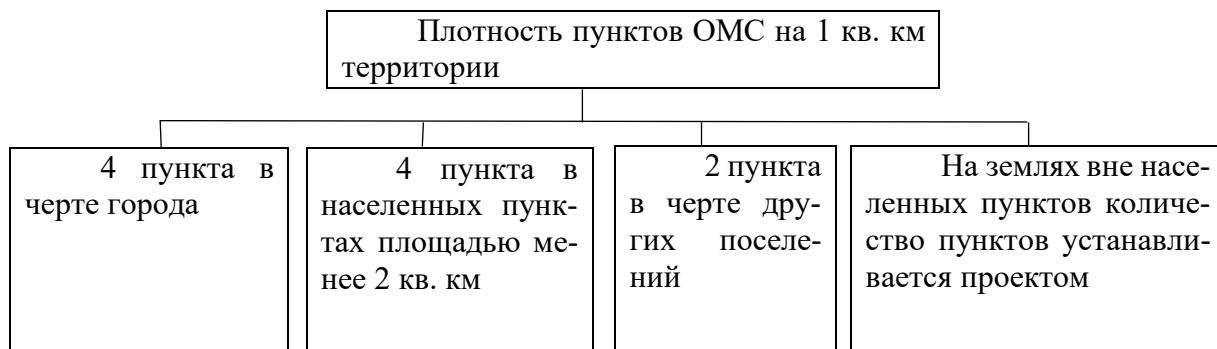 Плотность пунктов ОМС на 1 кв. км
территории
4 пункта в
черте города
4 пункта в
населенных пунк-
тах площадью ме-
нее 2 кв. км
2 пункта
в черте дру-
гих поселе-
ний
На землях вне насе-
ленных пунктов количе-
ство пунктов устанавли-
вается проектом